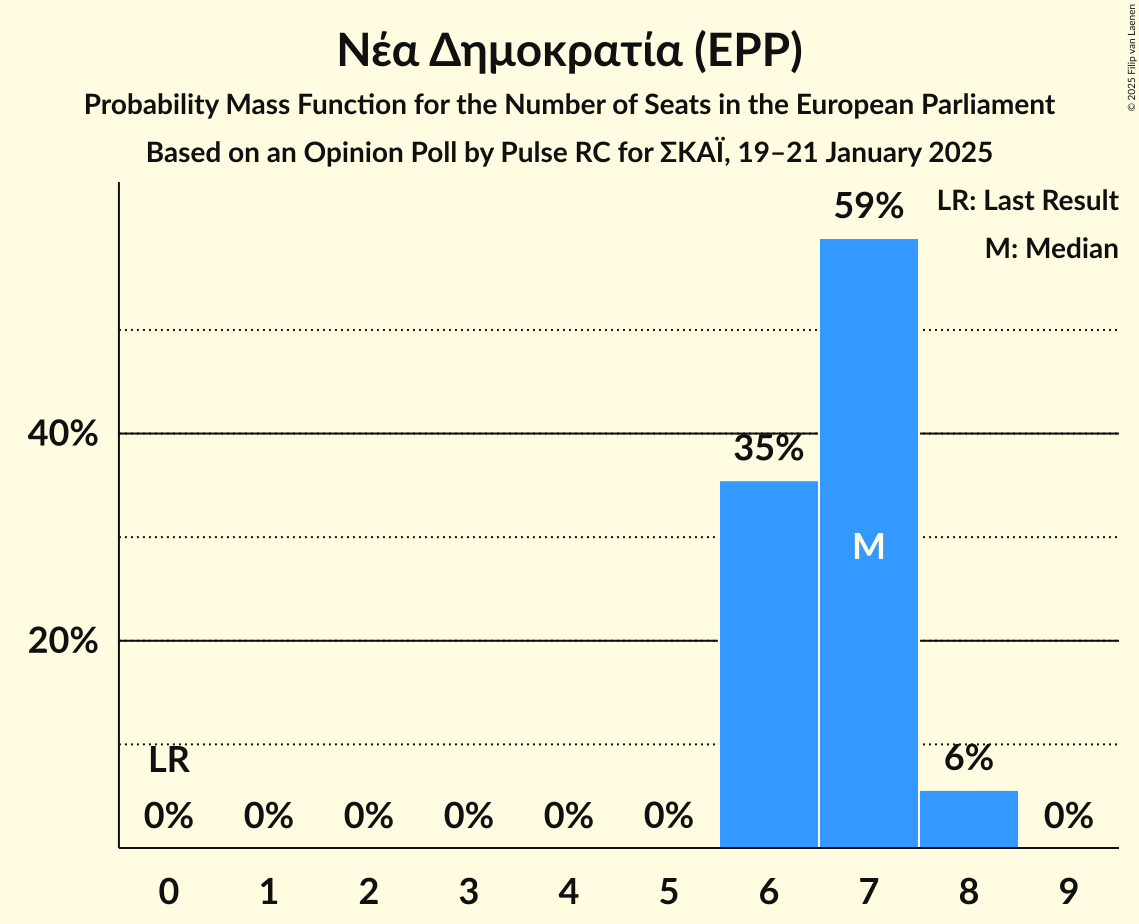 Νέα Δημοκρατία (EPP)
Probability Mass Function for the Number of Seats in the European Parliament
Based on an Opinion Poll by Pulse RC for ΣΚΑΪ, 19–21 January 2025
© 2025 Filip van Laenen
LR: Last Result
M: Median
59%
40%
35%
M
20%
LR
6%
0% 0% 0% 0% 0% 0% 0%
0 1 2 3 4 5 6 7 8 9